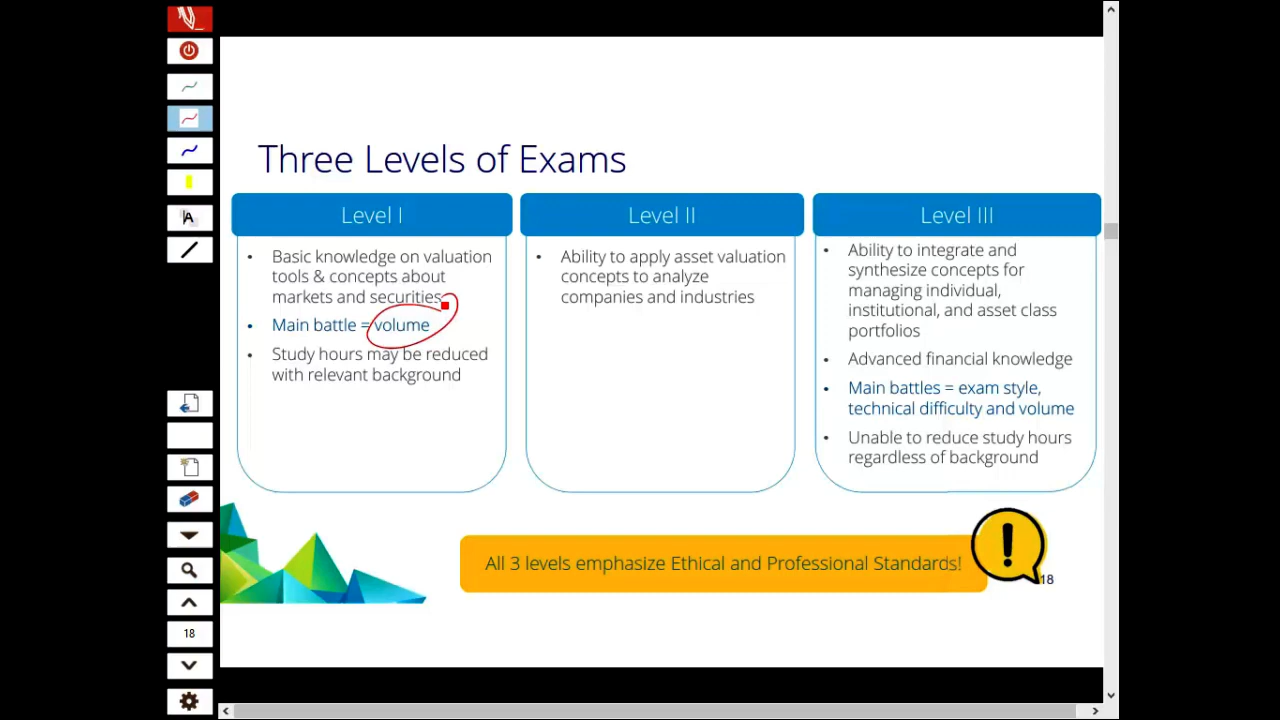 Three Levels of Exams
Level I
• Basic knowledge on valuation
tools & concepts about
markets and securities
• Main battle = volume
• Study hours may be reduced
with relevant background
Level II
• Ability to apply asset valuation
concepts to analyze
companies and industries
Level III
• Ability to integrate and
synthesize concepts for
managing individual,
institutional, and asset class
portfolios
• Advanced financial knowledge
• Main battles = exam style,
technical difficulty and volume
• Unable to reduce study hours
regardless of background
All 3 levels emphasize Ethical and Professional Standards!
!
18
A
18